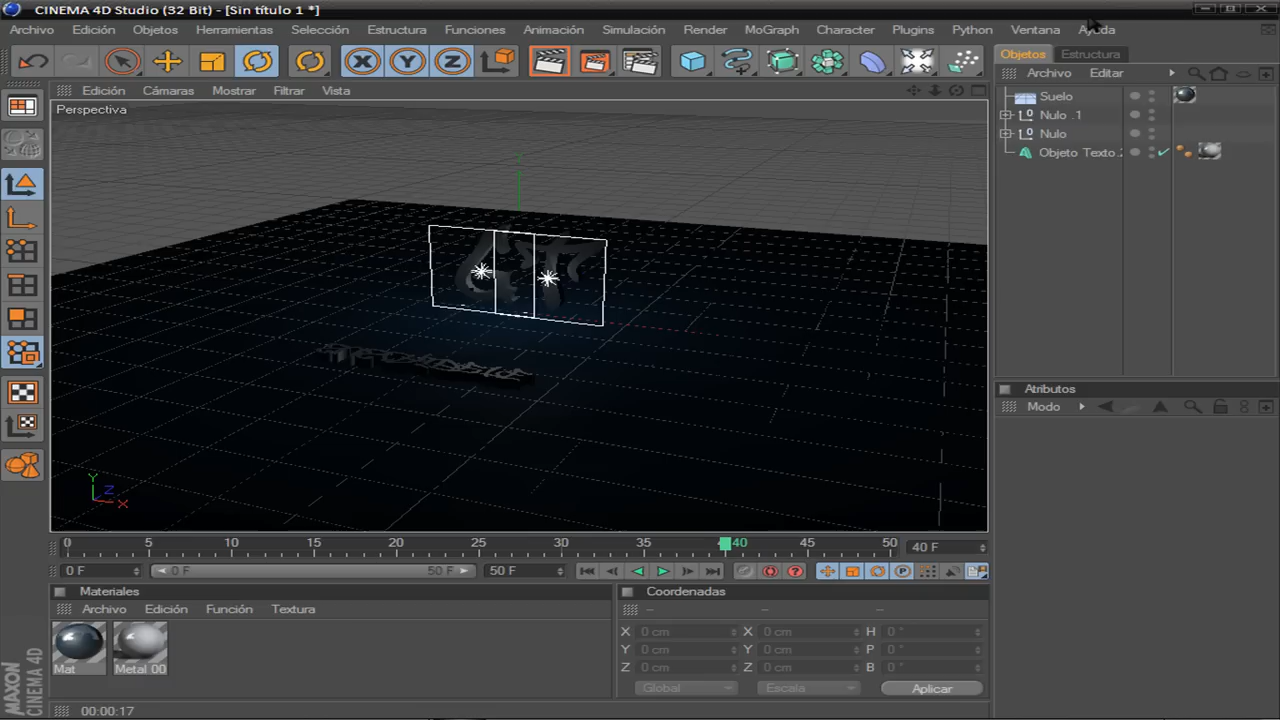 CINEMA 4D Studio (32 Bit) - [Sin título 1 *]
Archivo Edición Objetos Herramientas Selección Estructura Funciones Animación Simulación Render MoGraph Character Plugins Python Ventana Ayuda
X Y Z
Objetos Estructura
Archivo Editar
Edición Cámaras Mostrar Filtrar Vista
Perspectiva
Suelo
Nulo .1
Nulo
Objeto Texto.2
Atributos
Modo
Y
Z
X
0 5 10 15 20 25 30 35 40 45 50 40 F
0 F 0 F 50 F 50 F
Materiales
Archivo Edición Función Textura
Mat Metal 00
Coordenadas
-- -- --
X 0 cm X 0 cm H 0 °
Y 0 cm Y 0 cm P 0 °
Z 0 cm Z 0 cm B 0 °
Global Escala Aplicar
MAXON
CINEMA 4D
00:00:17